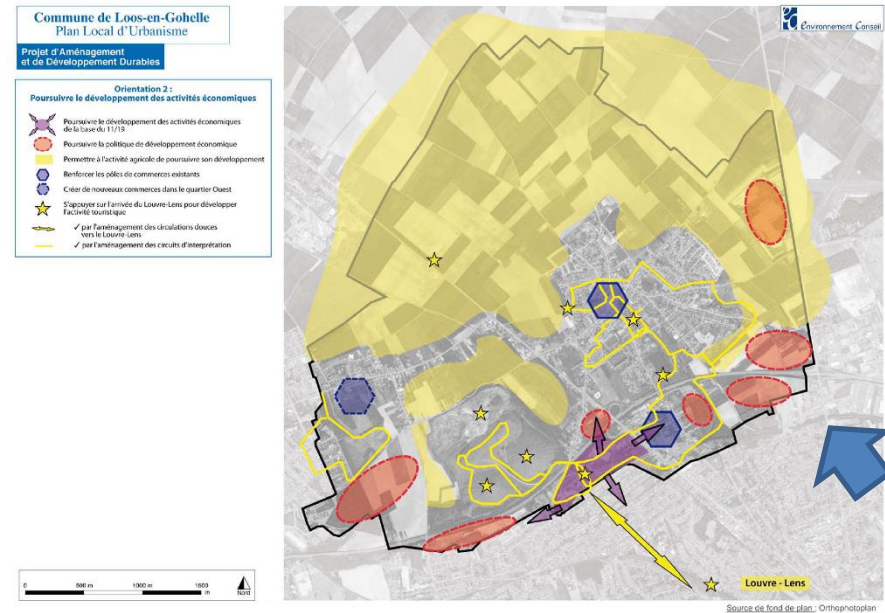 Commune de Loos-en-Gohelle
Plan Local d'Urbanisme
Projet d'Aménagement
et de Développement Durables
Environnement Conseil
Orientation 2 :
Poursuivre le développement des activités économiques
Poursuivre le développement des activités économiques
de la base du 11/19
Poursuivre la politique de développement économique
Permettre à l'activité agricole de poursuivre son développement
Renforcer les pôles de commerces existants
Créer de nouveaux commerces dans le quartier Ouest
S'appuyer sur l'arrivée du Louvre-Lens pour développer
l'activité touristique
✓ par l'aménagement des circulations douces
vers le Louvre-Lens
✓ par l'aménagement des circuits d'interprétation
Louvre - Lens
0 500 m 1000 m 1500
m
Nord
Source de fond de plan : Orthophotoplan